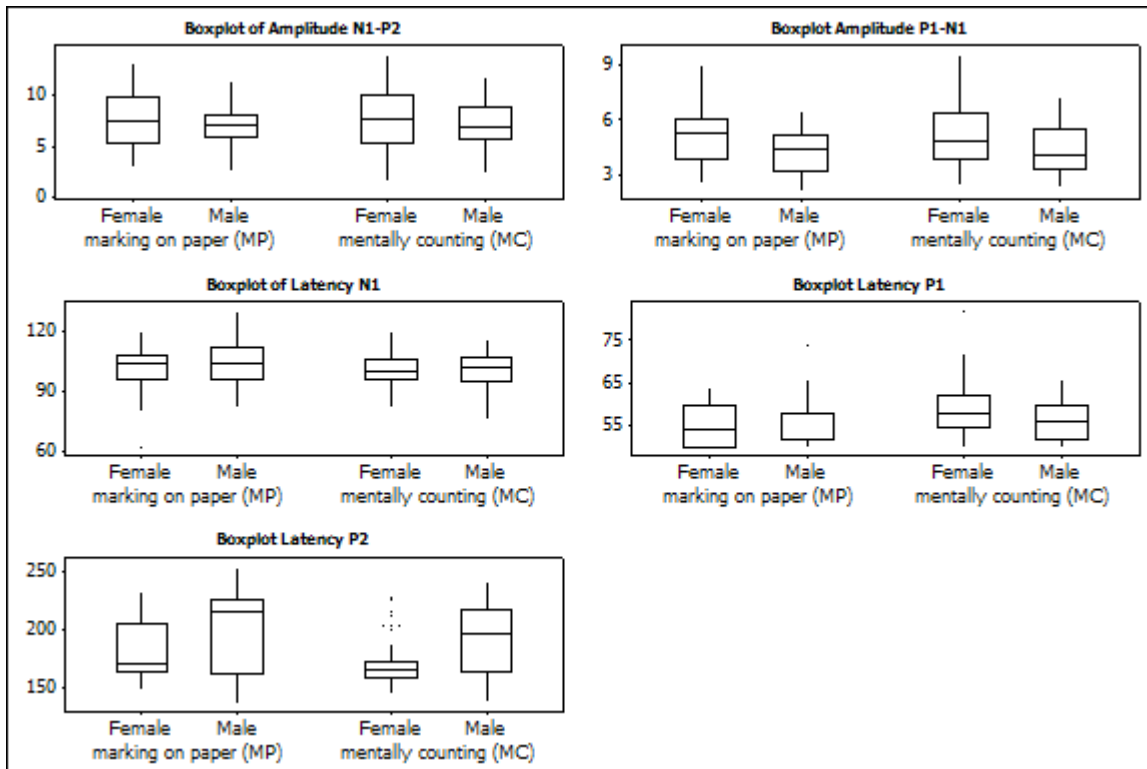 Boxplot of Amplitude N1-P2
10
5
0
Female Male Female Male
marking on paper (MP) mentally counting (MC)
Boxplot Amplitude P1-N1
9
6
3
Female Male Female Male
marking on paper (MP) mentally counting (MC)
Boxplot of Latency N1
120
90
60
Female Male Female Male
marking on paper (MP) mentally counting (MC)
Boxplot Latency P1
75
65
55
Female Male Female Male
marking on paper (MP) mentally counting (MC)
Boxplot Latency P2
250
200
150
Female Male Female Male
marking on paper (MP) mentally counting (MC)